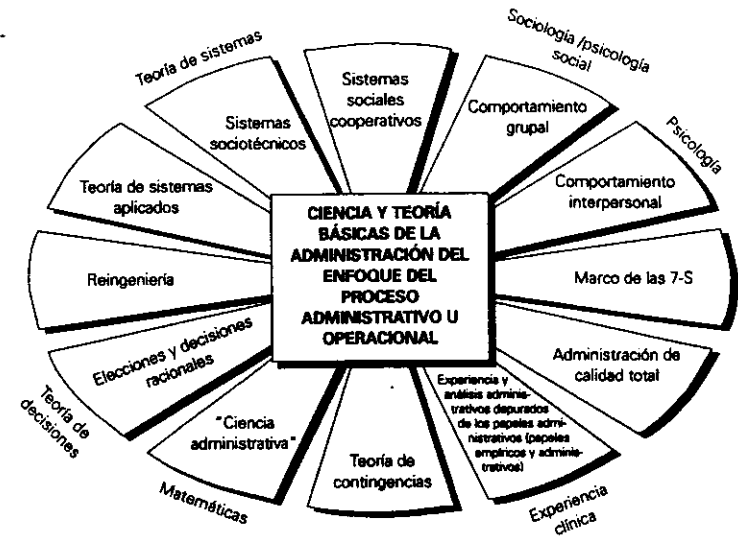 Teoría de sistemas
Sociología /psicología
social
Psicología
Sistemas
sociales
cooperativos
Comportamiento
grupal
Sistemas
sociotécnicos
Comportamiento
interpersonal
Teoría de sistemas
aplicados
CIENCIA Y TEORÍA
BÁSICAS DE LA
ADMINISTRACIÓN DEL
ENFOQUE DEL
PROCESO
ADMINISTRATIVO U
OPERACIONAL
Reingeniería
Marco de las 7-S
Elecciones y decisiones
racionales
Administración de
calidad total
Teoría de
decisiones
"Ciencia
administrativa"
Teoría de
contingencias
Experiencia y
análisis adminis-
trativos depurados
de los papeles admi-
nistrativos (papeles
empíricos y adminis-
trativos)
Matemáticas
Experiencia
clínica